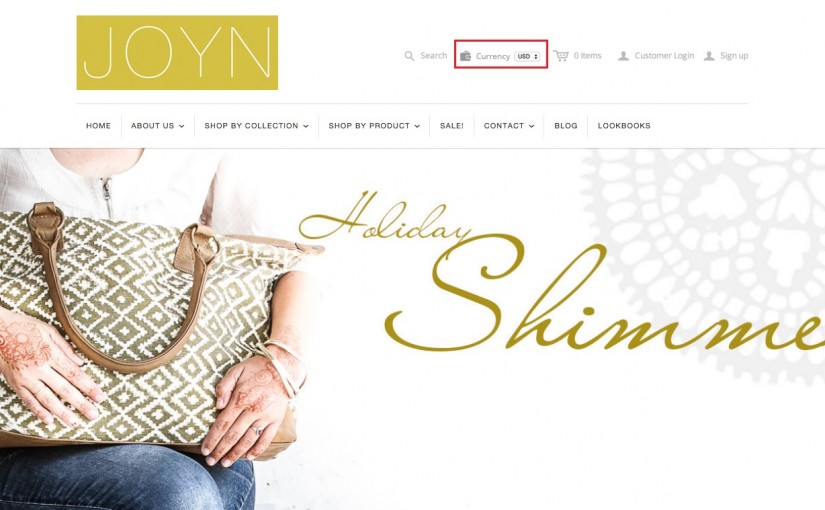 JOYN
Search Currency USD 0 Items Customer Login Sign up
HOME ABOUT US SHOP BY COLLECTION SHOP BY PRODUCT SALE! CONTACT BLOG LOOKBOOKS
Holiday
Shimme